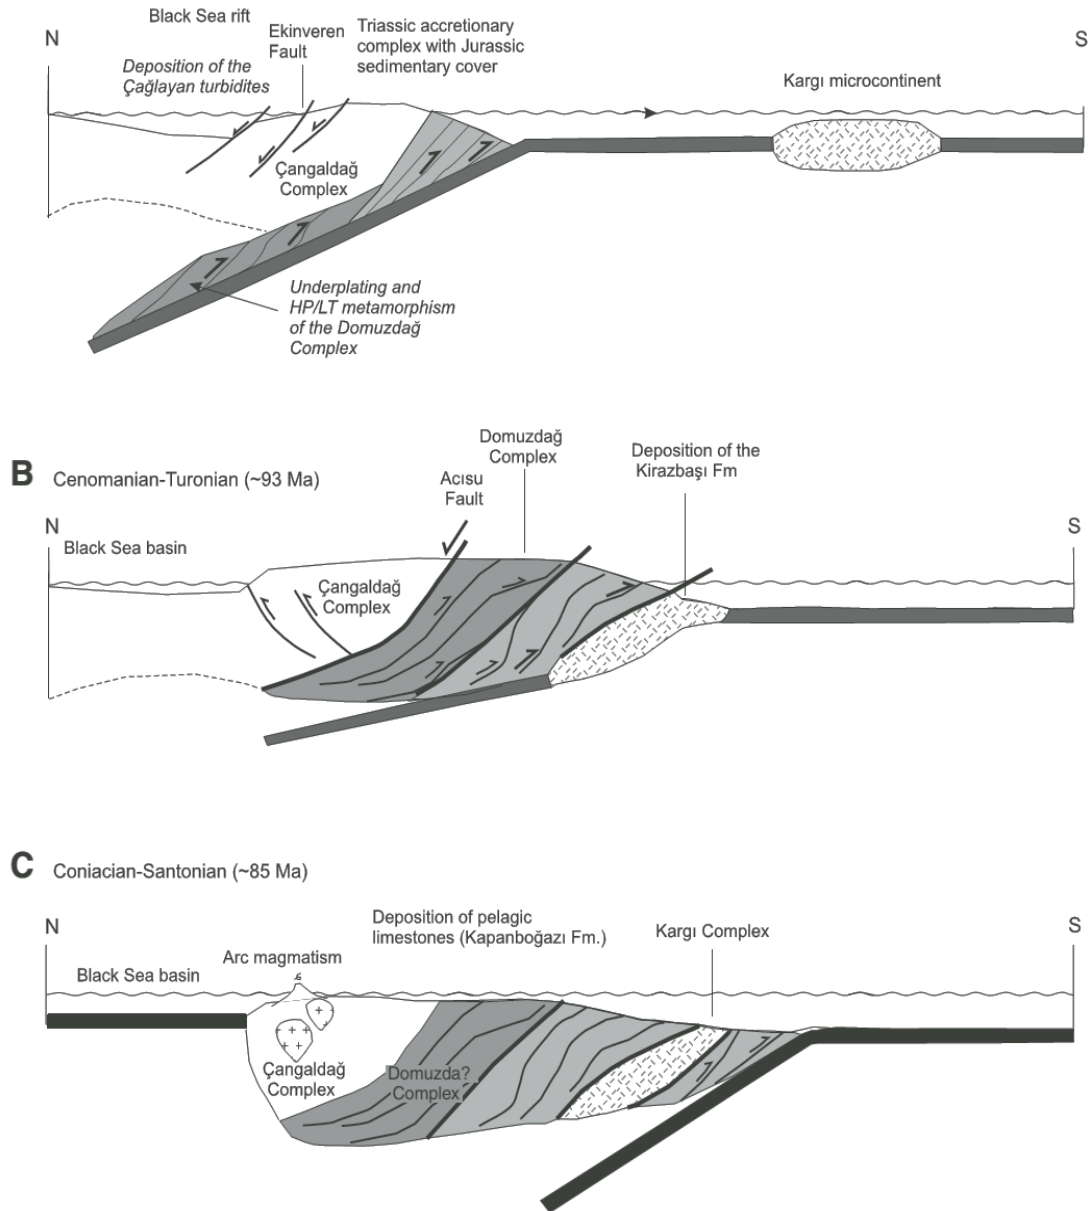 Black Sea rift
N
Ekinveren
Fault
Triassic accretionary
complex with Jurassic
sedimentary cover
S
Deposition of the
Çağlayan turbidites
Kargı microcontinent
Çangaldağ
Complex
Underplating and
HP/LT metamorphism
of the Domuzdağ
Complex
B Cenomanian-Turonian (~93 Ma)
Domuzdağ
Complex
Deposition of the
Kirazbaşı Fm
Acısu
Fault
N
S
Black Sea basin
Çangaldağ
Complex
C Coniacian-Santonian (~85 Ma)
N
S
Deposition of pelagic
limestones (Kapanboğazı Fm.)
Kargı Complex
Arc magmatism
Black Sea basin
Çangaldağ
Complex
Domuzda?
Complex